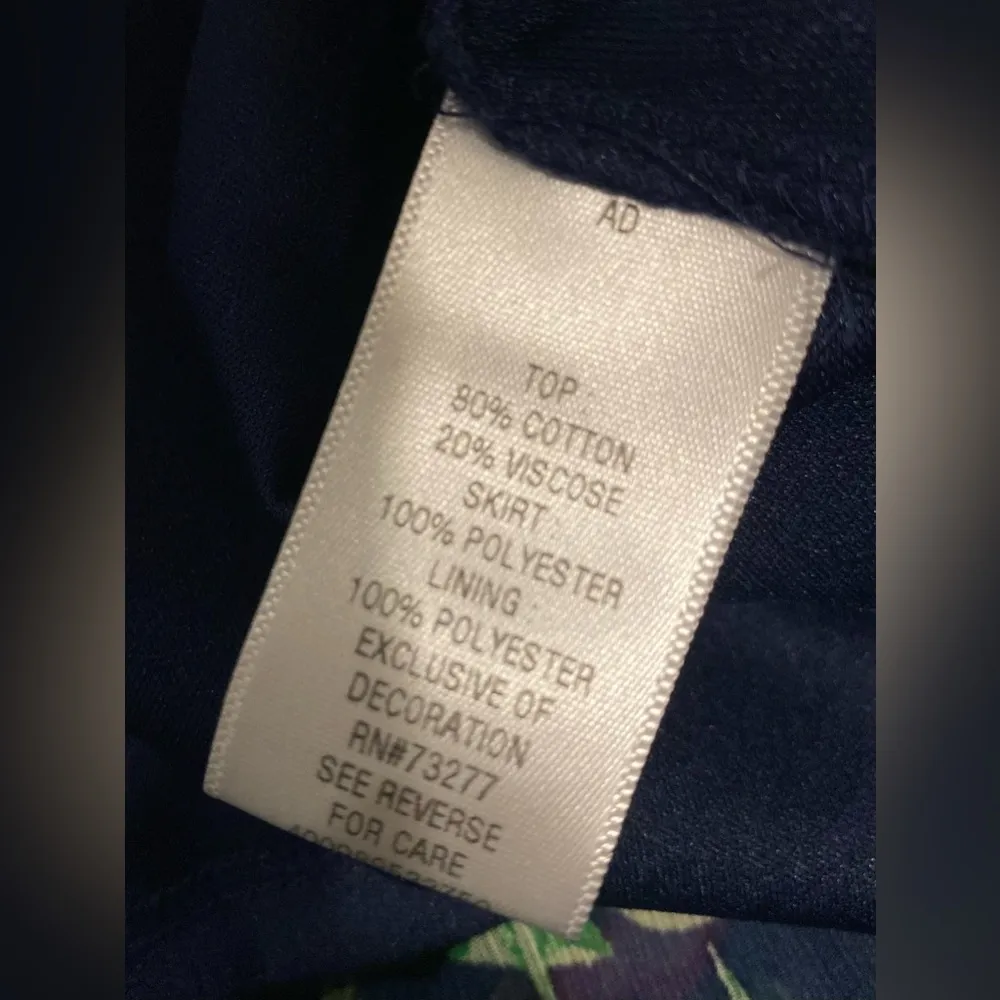 AD
TOP:
80% COTTON
20% VISCOSE
SKIRT:
100% POLYESTER
LINING:
100% POLYESTER
EXCLUSIVE OF
DECORATION
RN#73277
SEE REVERSE
FOR CARE